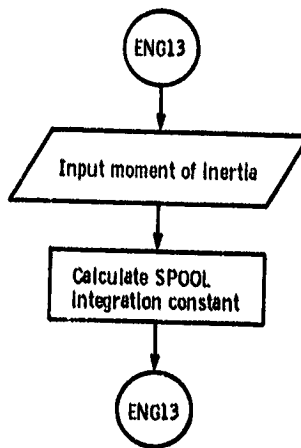 ENG13
Input moment of Inertia
Calculate SPOOL
Integration constant
ENG13